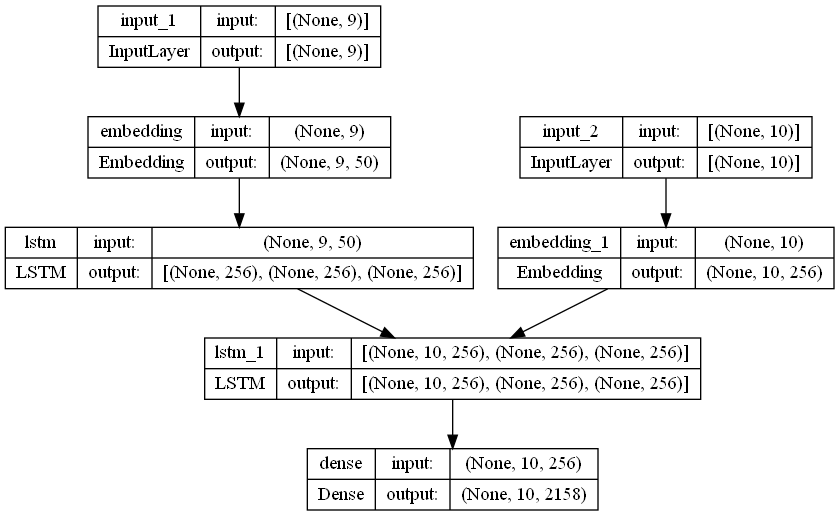 input_1 input: [(None, 9)]
InputLayer output: [(None, 9)]
embedding input: (None, 9)
Embedding output: (None, 9, 50)
input_2 input: [(None, 10)]
InputLayer output: [(None, 10)]
lstm input: (None, 9, 50)
LSTM output: [(None, 256), (None, 256), (None, 256)]
embedding_1 input: (None, 10)
Embedding output: (None, 10, 256)
lstm_1 input: [(None, 10, 256), (None, 256), (None, 256)]
LSTM output: [(None, 10, 256), (None, 256), (None, 256)]
dense input: (None, 10, 256)
Dense output: (None, 10, 2158)